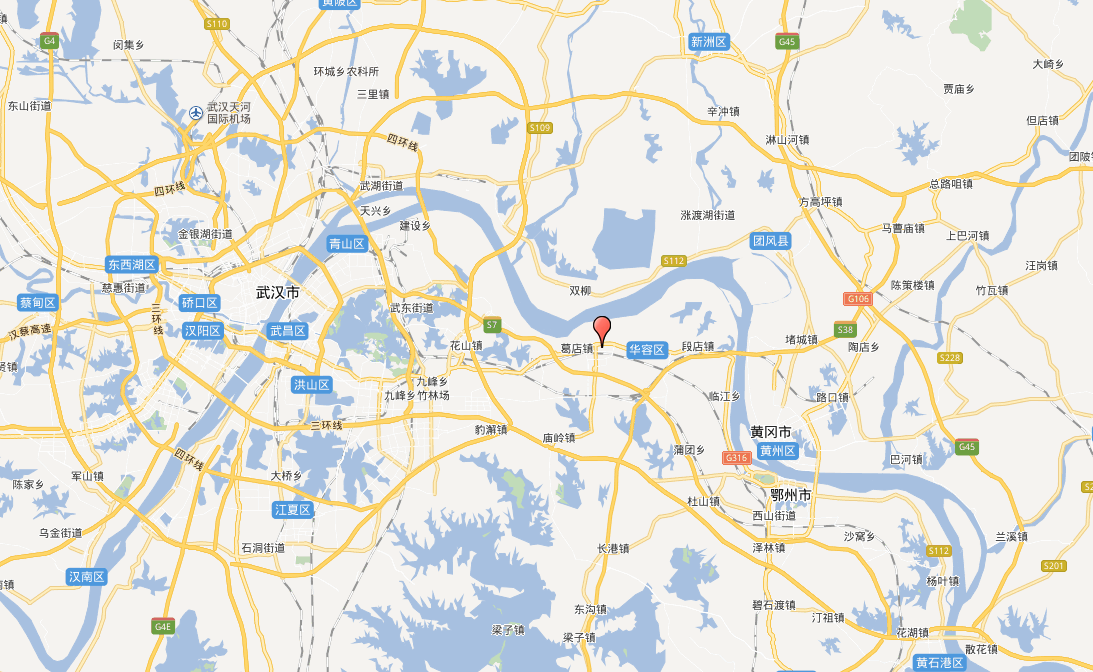 黄陂区
S110
G4
闵集乡
新洲区
G45
环城乡农科所
大崎乡
贾庙乡
三里镇
东山街道
武汉天河
国际机场
辛冲镇
但店镇
S109
淋山河镇
四环线
团陂
四环线
武湖街道
总路咀镇
方高坪镇
天兴乡
涨渡湖街道
建设乡
马曹庙镇
金银湖街道
上巴河镇
青山区
团风县
东西湖区
S112
汪岗镇
慈惠街道
武汉市
双柳
陈策楼镇
竹瓦镇
蔡甸区
硚口区
G106
三环线
武东街道
汉蔡高速
汉阳区
武昌区
S7
S38
堵城镇
花山镇
葛店镇
华容区
段店镇
陶店乡
S228
贤镇
洪山区
九峰乡
九峰乡竹林场
临江乡
路口镇
三环线
豹澥镇
黄冈市
庙岭镇
蒲团乡
黄州区
G45
四环线
G316
巴河镇
军山镇
大桥乡
陈家乡
鄂州市
S2
江夏区
杜山镇
西山街道
乌金街道
沙窝乡
兰溪镇
石洞街道
长港镇
泽林镇
S112
S201
汉南区
杨叶镇
镇
碧石渡镇
东沟镇
汀祖镇
G4E
梁子镇
梁子镇
花湖镇
散花镇
黄石港区